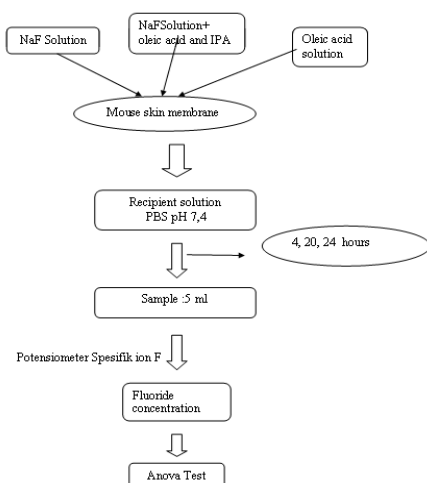 NaF Solution
NaFSolution+
oleic acid and IPA
Oleic acid
solution
Mouse skin membrane
Recipient solution
PBS pH 7,4
4, 20, 24 hours
Sample :5 ml
Potensiometer Spesifik ion F
Fluoride
concentration
Anova Test